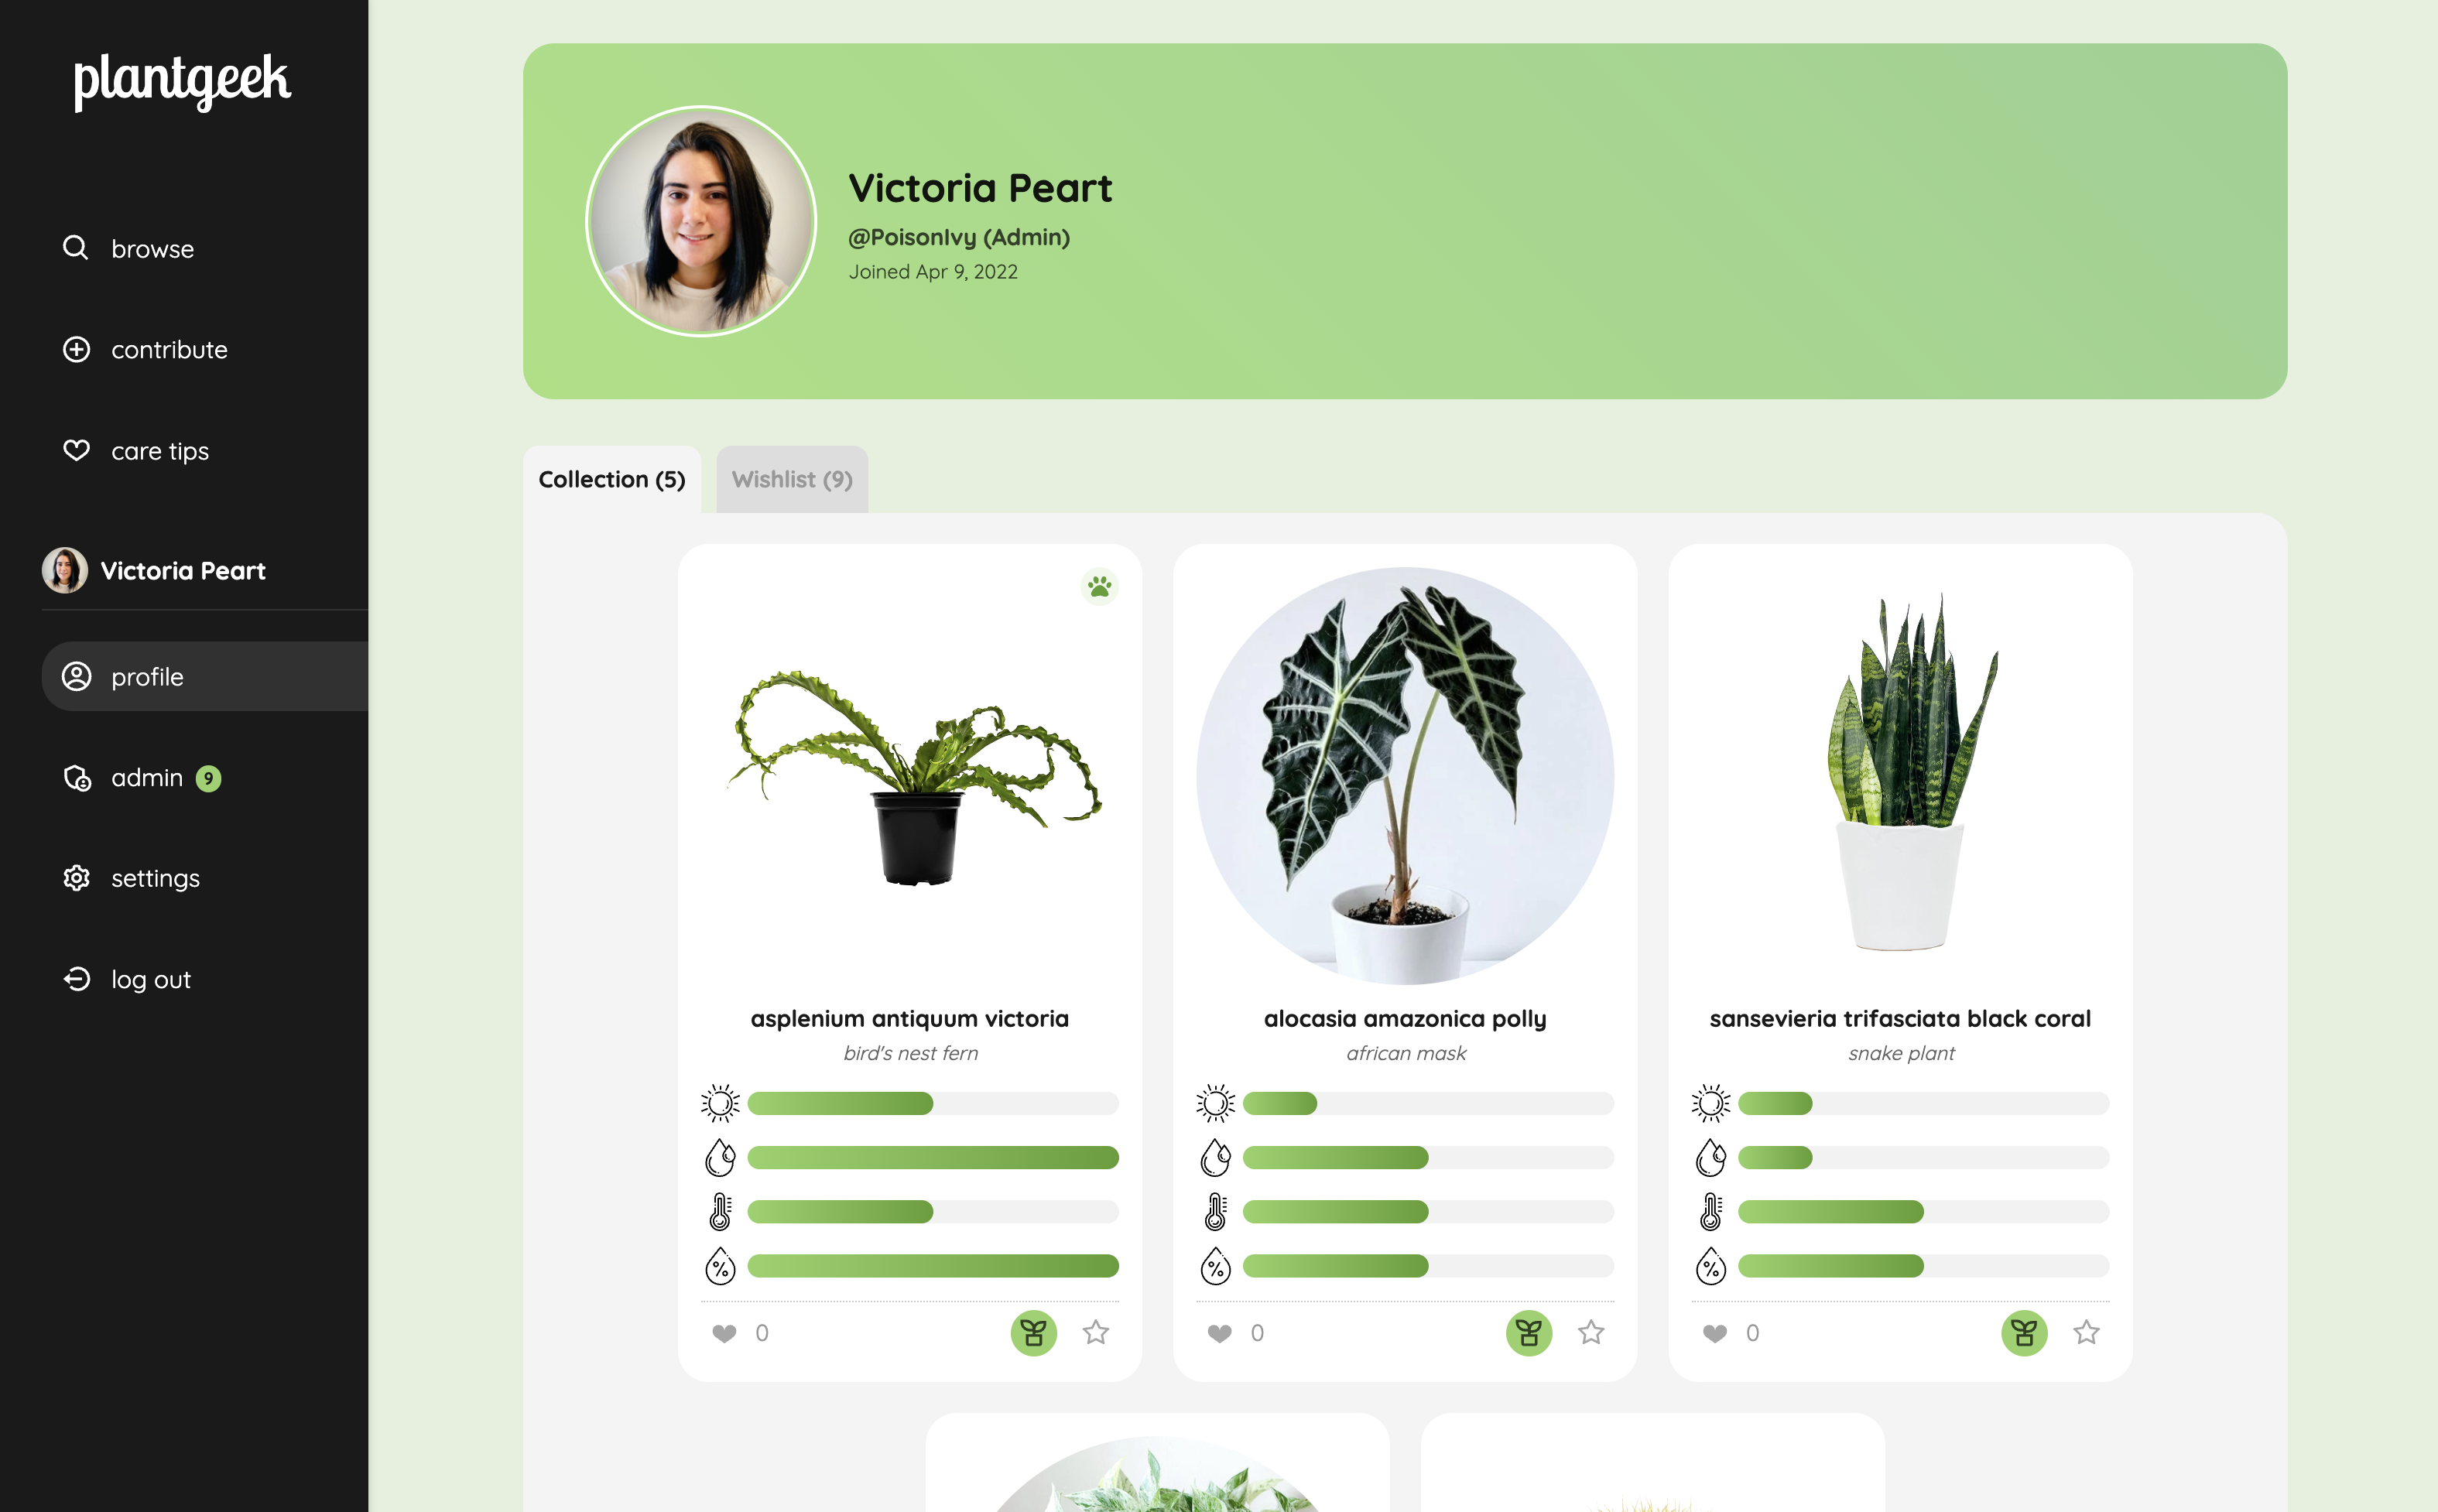 plantgeek
browse
contribute
care tips
Victoria Peart
profile
admin 9
settings
log out
Victoria Peart
@PoisonIvy (Admin)
Joined Apr 9, 2022
Collection (5)
Wishlist (9)
asplenium antiquum victoria
bird's nest fern
%
0
alocasia amazonica polly
african mask
%
0
sansevieria trifasciata black coral
snake plant
%
0